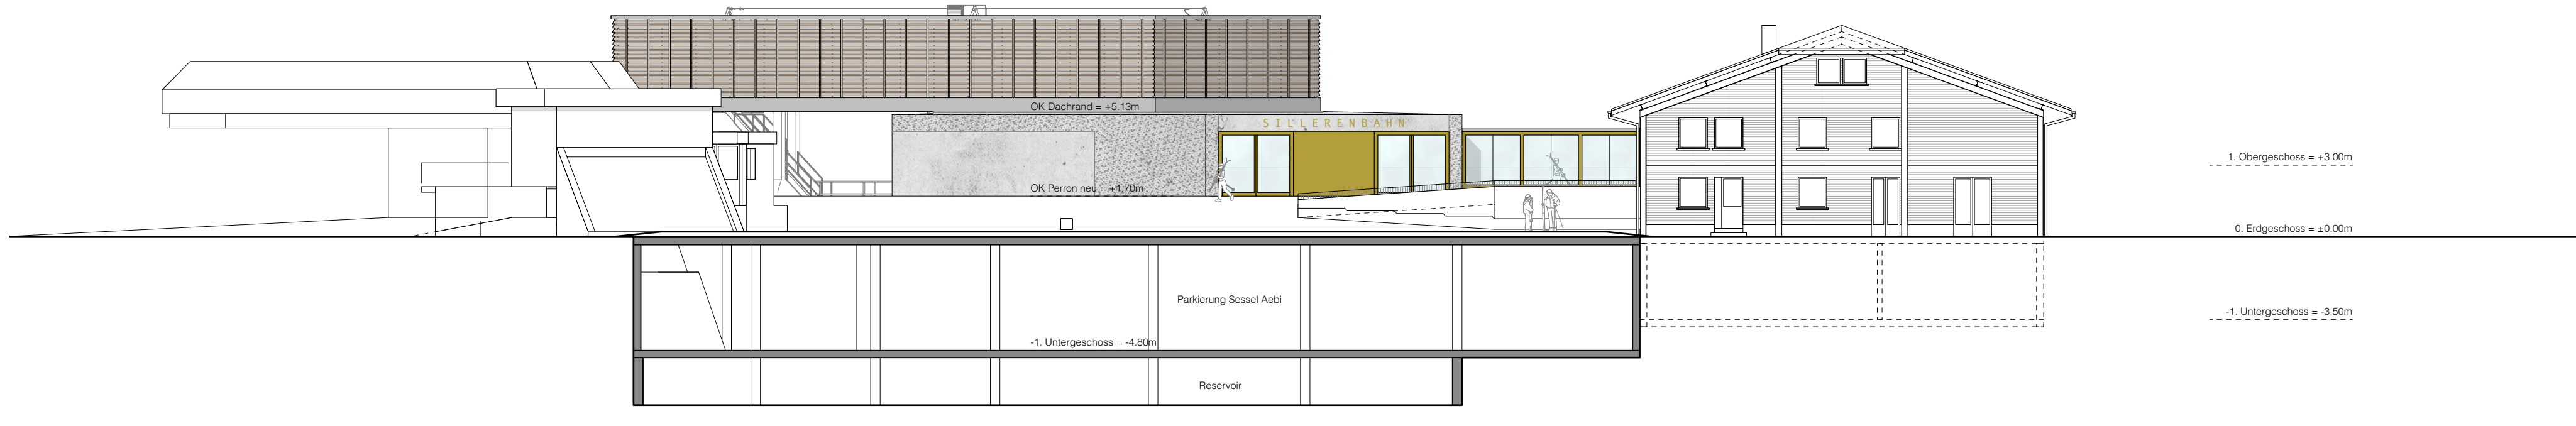 OK Dachrand = +5.13m
SILLERENBAHN
1. Obergeschoss = +3.00m
OK Perron neu = +1.70m
0. Erdgeschoss = ±0.00m
Parkierung Sessel Aebi
-1. Untergeschoss = -3.50m
-1. Untergeschoss = -4.80m
Reservoir